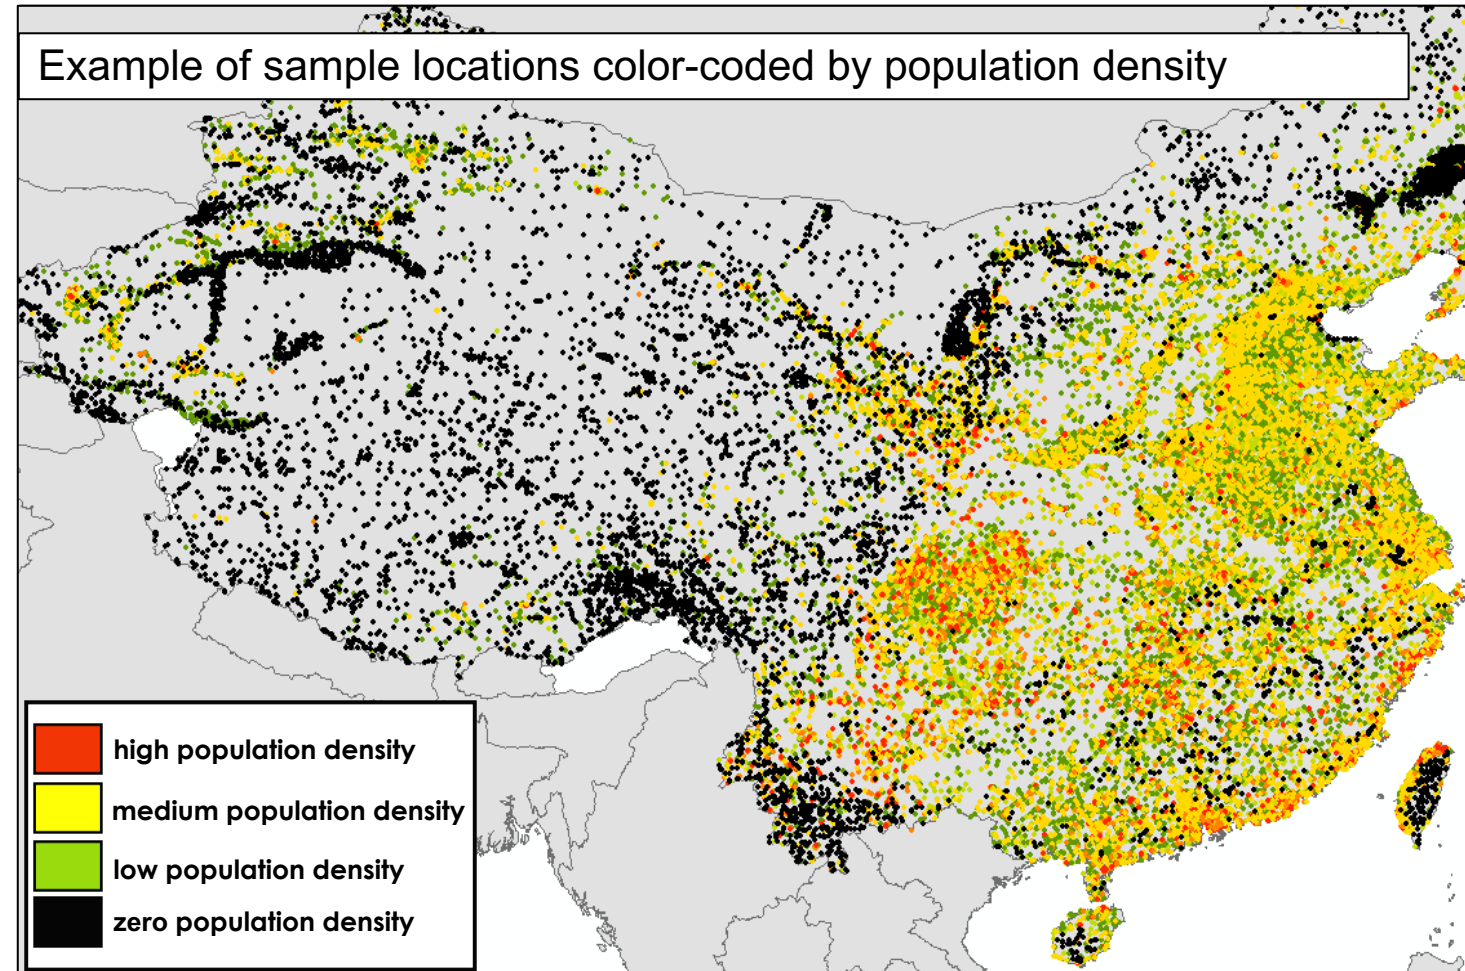 Example of sample locations color-coded by population density
high population density
medium population density
low population density
zero population density